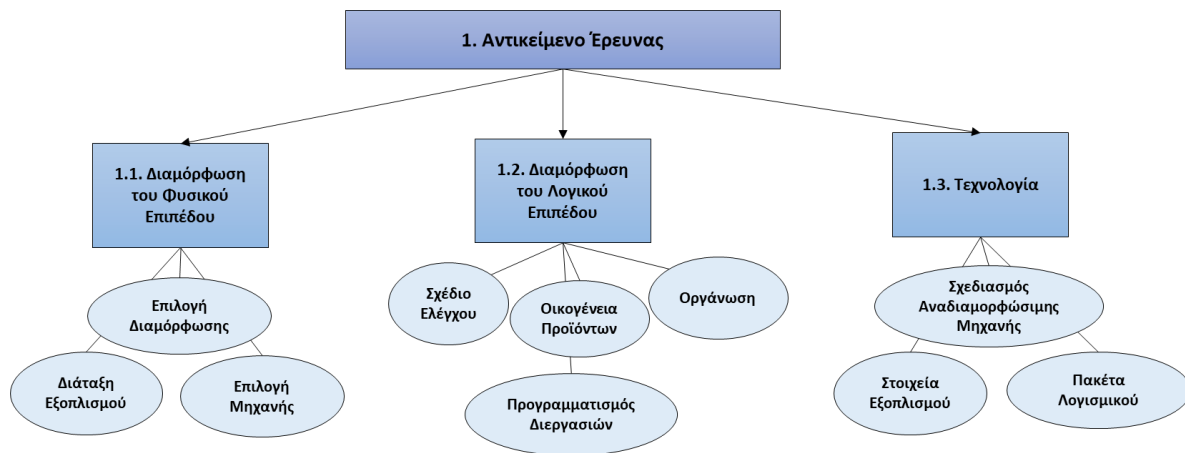 1. Αντικείμενο Έρευνας
1.1. Διαμόρφωση
του Φυσικού
Επιπέδου
1.2. Διαμόρφωση
του Λογικού
Επιπέδου
1.3. Τεχνολογία
Επιλογή
Διαμόρφωσης
Διάταξη
Εξοπλισμού
Επιλογή
Μηχανής
Σχέδιο
Ελέγχου
Οικογένεια
Προϊόντων
Οργάνωση
Προγραμματισμός
Διεργασιών
Σχεδιασμός
Αναδιαμορφώσιμης
Μηχανής
Στοιχεία
Εξοπλισμού
Πακέτα
Λογισμικού